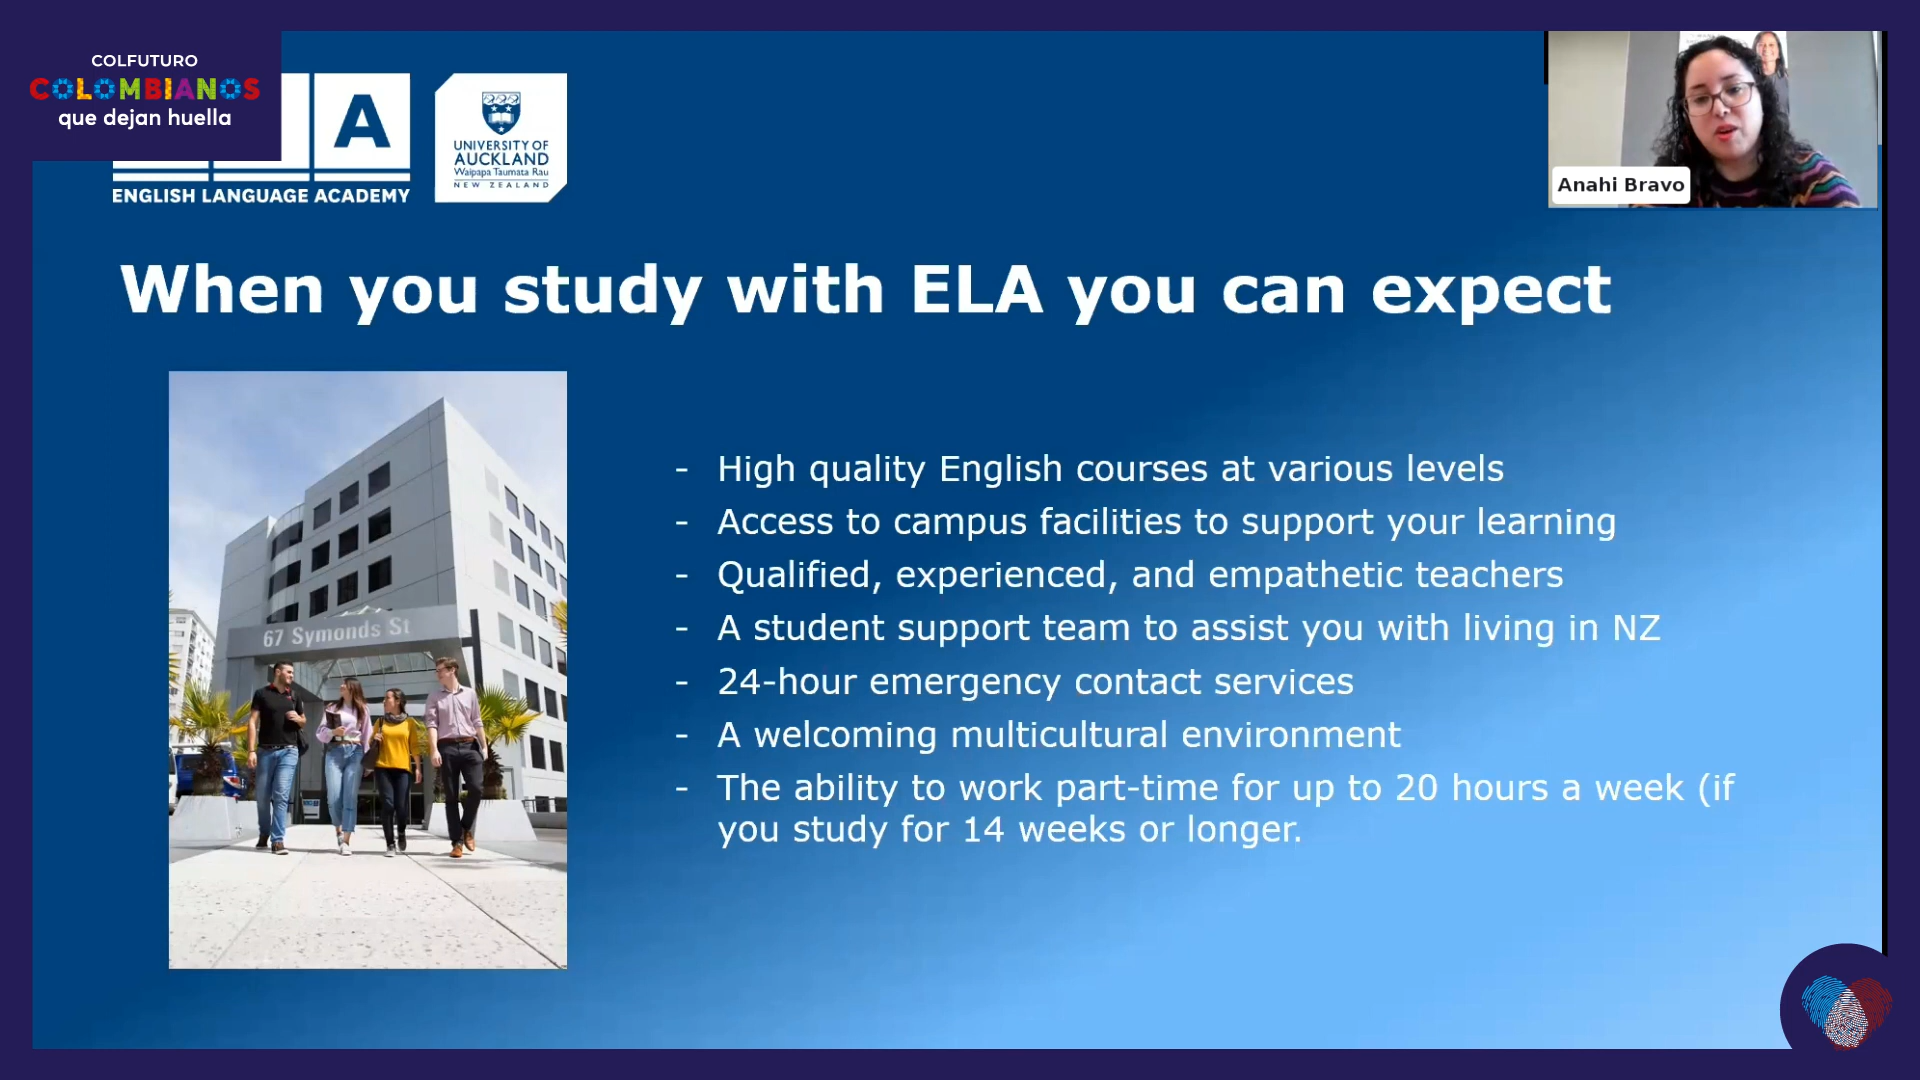 COLFUTURO
COLOMBIANOS
que dejan huella
A
ENGLISH LANGUAGE ACADEMY
UNIVERSITY OF
AUCKLAND
Waipapa Taumata Rau
NEW ZEALAND
Anahi Bravo
When you study with ELA you can expect
67 Symonds St
- High quality English courses at various levels
- Access to campus facilities to support your learning
- Qualified, experienced, and empathetic teachers
- A student support team to assist you with living in NZ
- 24-hour emergency contact services
- A welcoming multicultural environment
- The ability to work part-time for up to 20 hours a week (if
you study for 14 weeks or longer.